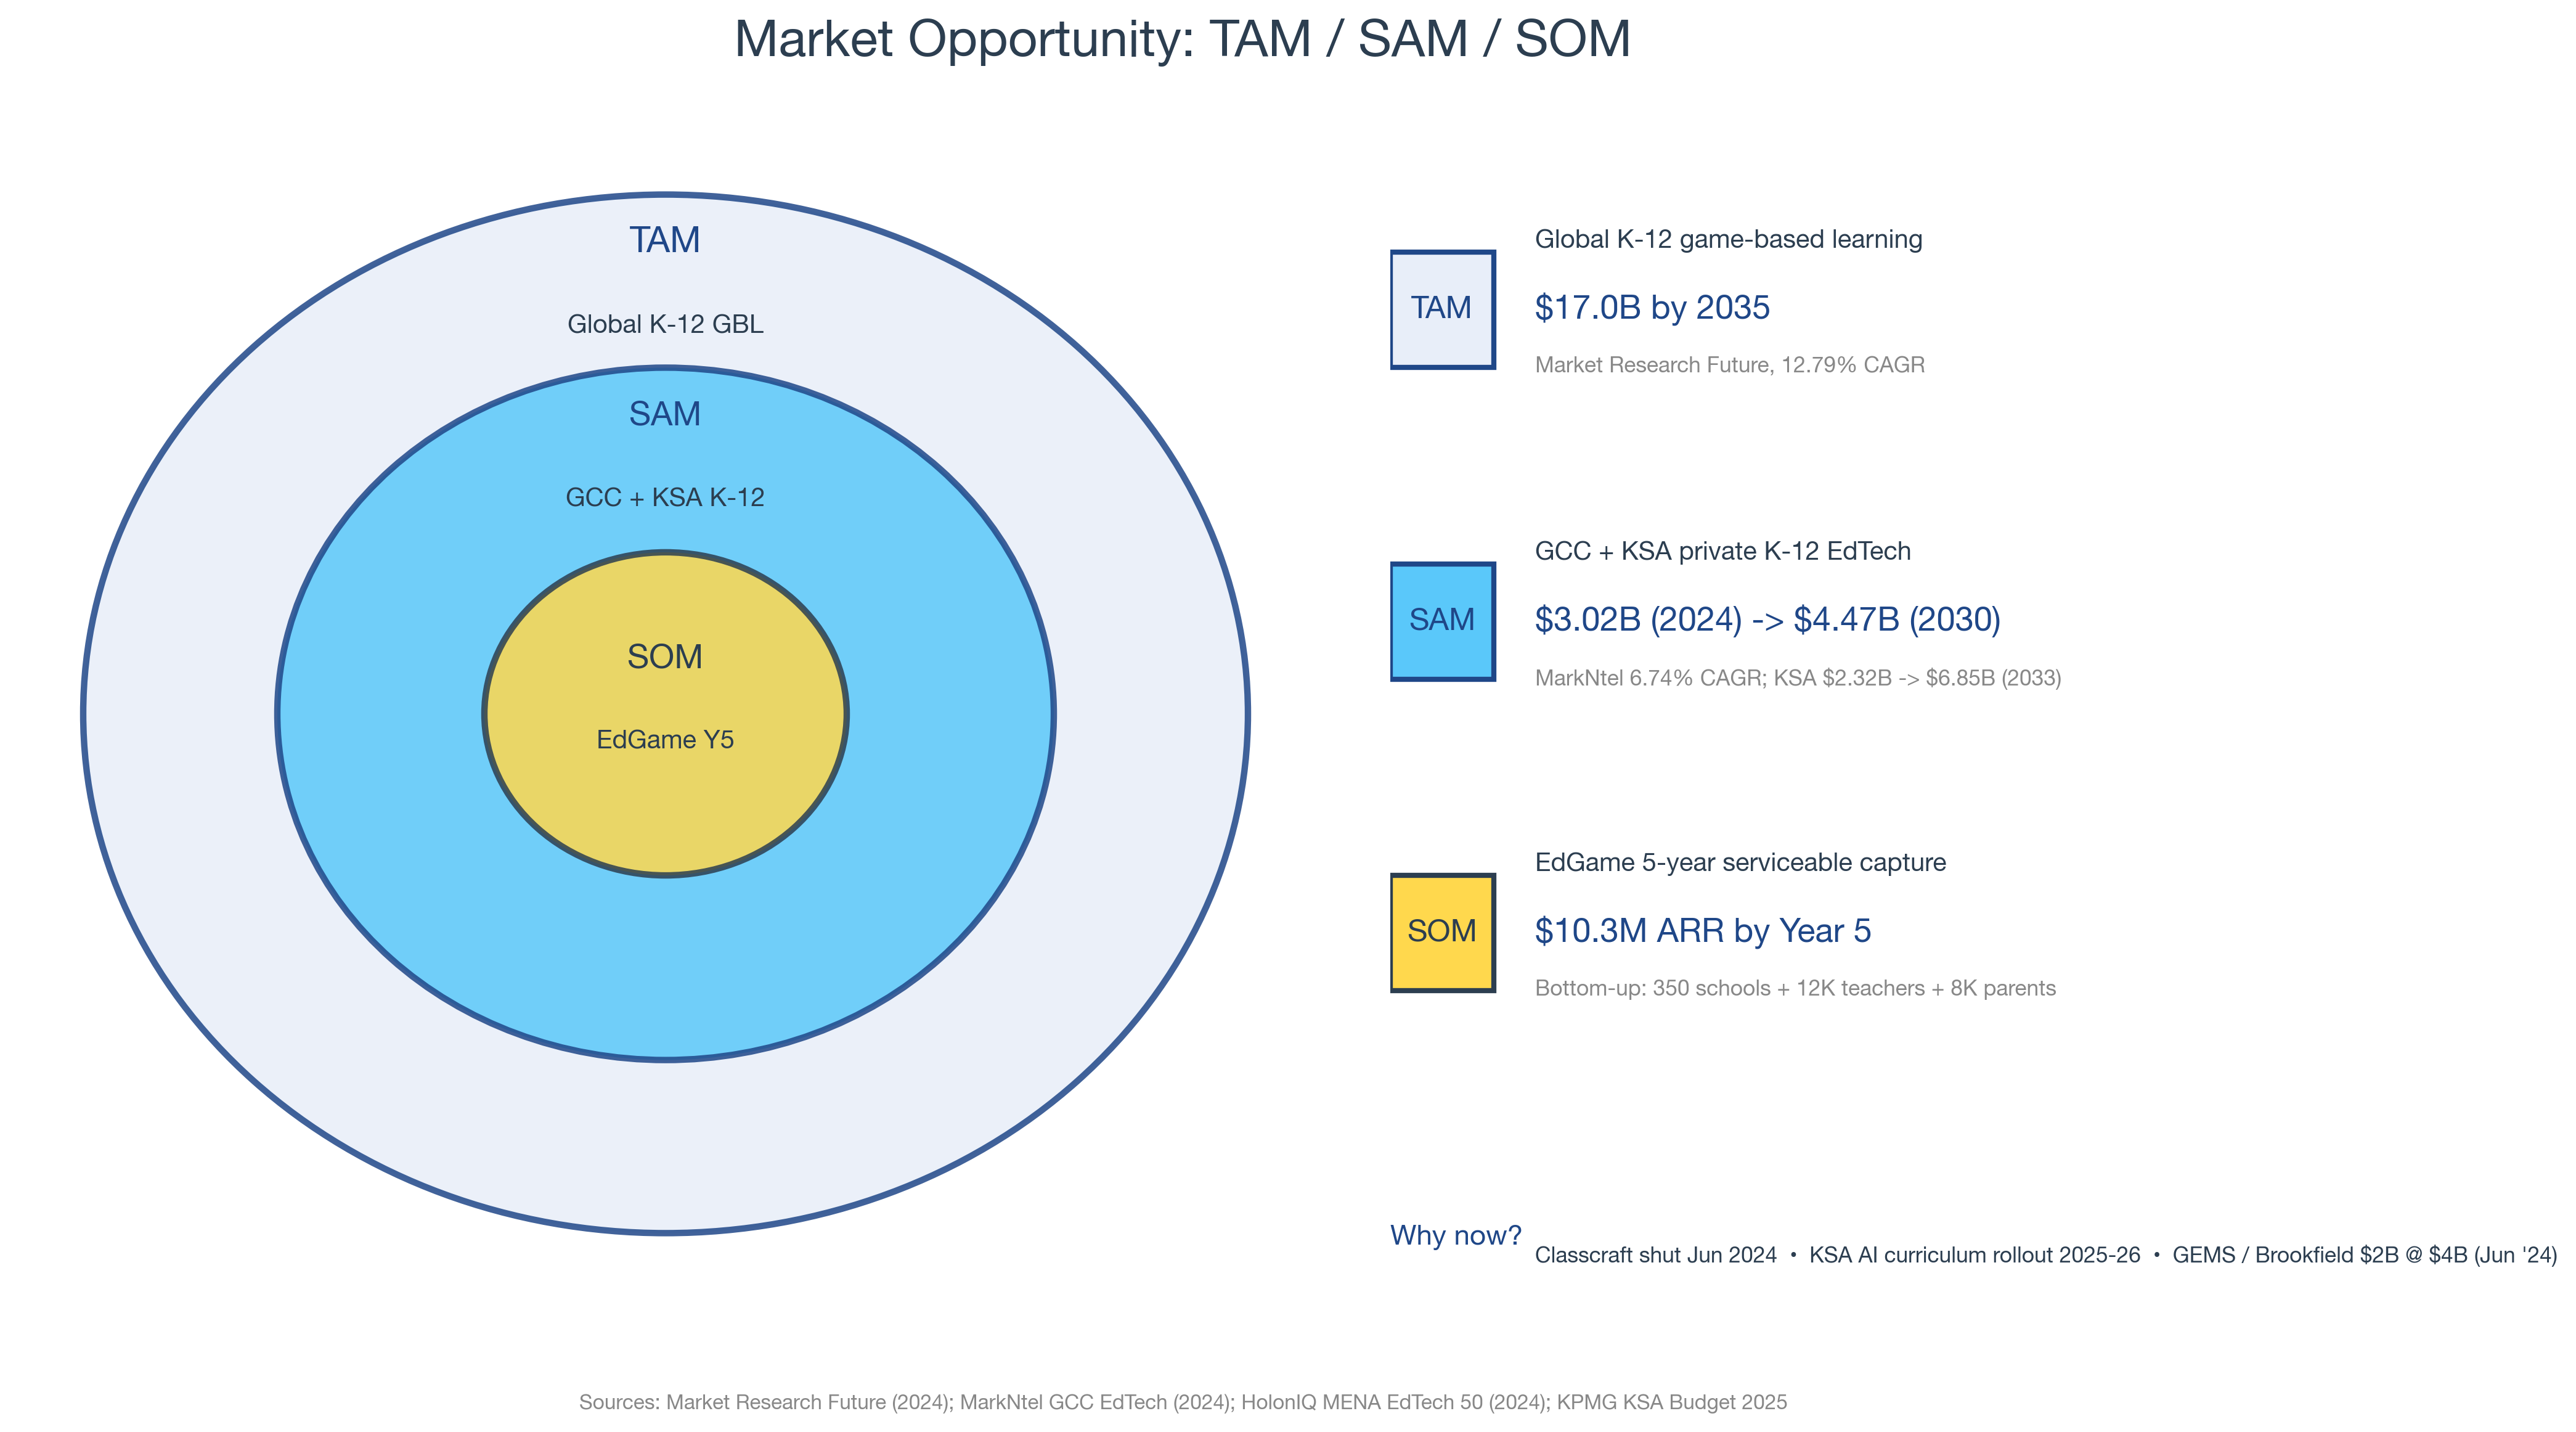 Market Opportunity: TAM / SAM / SOM
TAM
Global K-12 GBL
SAM
GCC + KSA K-12
SOM
EdGame Y5
TAM
Global K-12 game-based learning
$17.0B by 2035
Market Research Future, 12.79% CAGR
SAM
GCC + KSA private K-12 EdTech
$3.02B (2024) -> $4.47B (2030)
MarkNtel 6.74% CAGR; KSA $2.32B -> $6.85B (2033)
SOM
EdGame 5-year serviceable capture
$10.3M ARR by Year 5
Bottom-up: 350 schools + 12K teachers + 8K parents
Why now?
Classcraft shut Jun 2024 • KSA AI curriculum rollout 2025-26 • GEMS / Brookfield $2B @ $4B (Jun '24)
Sources: Market Research Future (2024); MarkNtel GCC EdTech (2024); HolonIQ MENA EdTech 50 (2024); KPMG KSA Budget 2025